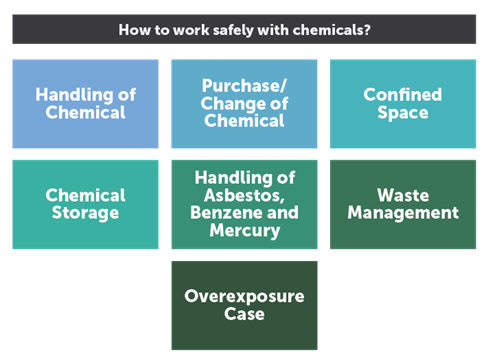 How to work safely with chemicals?
Handling of
Chemical
Purchase/
Change of
Chemical
Confined
Space
Chemical
Storage
Handling of
Asbestos,
Benzene and
Mercury
Waste
Management
Overexposure
Case